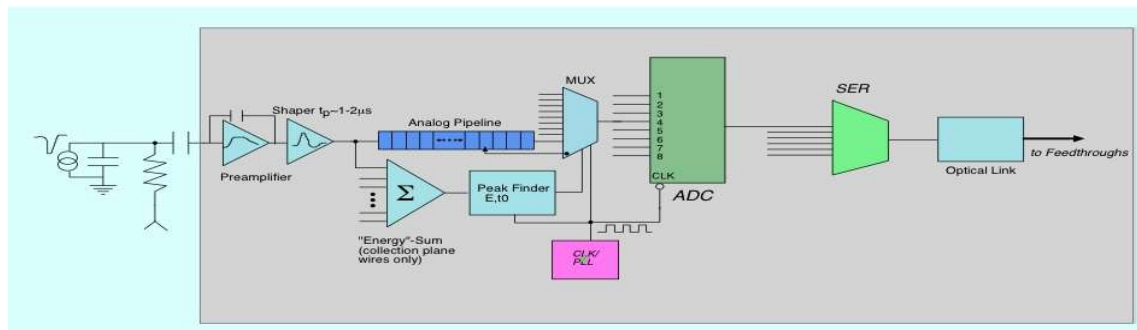 MUX
SER
Shaper tp~1-2µs
Analog Pipeline
1
2
3
4
5
6
7
8
CLK
ADC
Preamplifier
Σ
Peak Finder
E,t0
to Feedthroughs
Optical Link
"Energy"-Sum
(collection plane
wires only)
CLK/
PLL